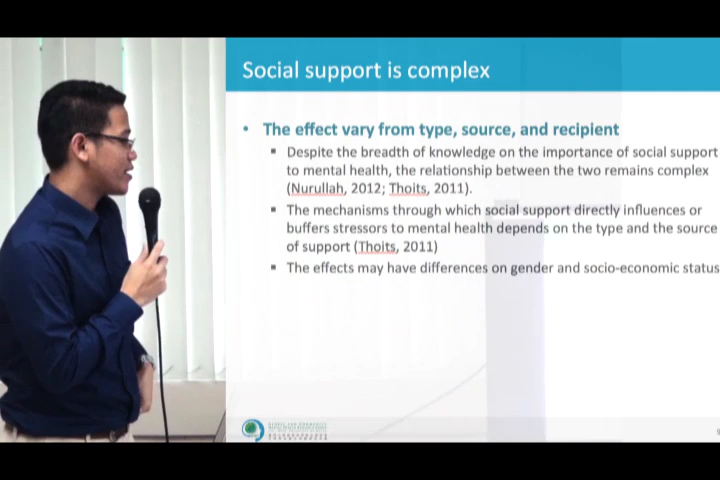 Social support is complex
• The effect vary from type, source, and recipient
▪ Despite the breadth of knowledge on the importance of social support
to mental health, the relationship between the two remains complex
(Nurullah, 2012; Thoits, 2011).
▪ The mechanisms through which social support directly influences or
buffers stressors to mental health depends on the type and the source
of support (Thoits, 2011)
▪ The effects may have differences on gender and socio-economic status